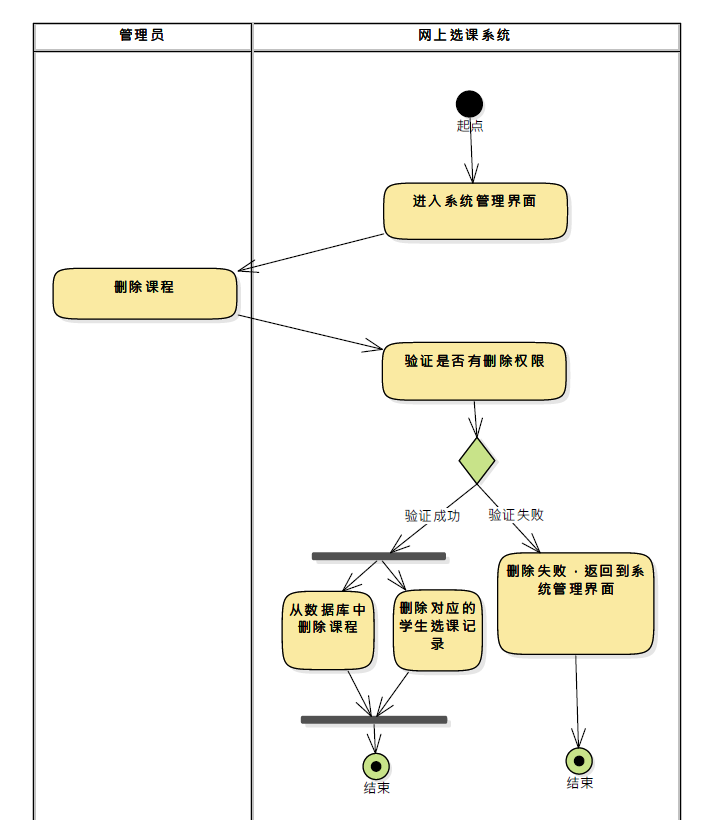 管理员
网上选课系统
起点
进入系统管理界面
删除课程
验证是否有删除权限
验证成功
验证失败
删除失败·返回到系
统管理界面
从数据库中
删除课程
删除对应的
学生选课记
录
结束
结束